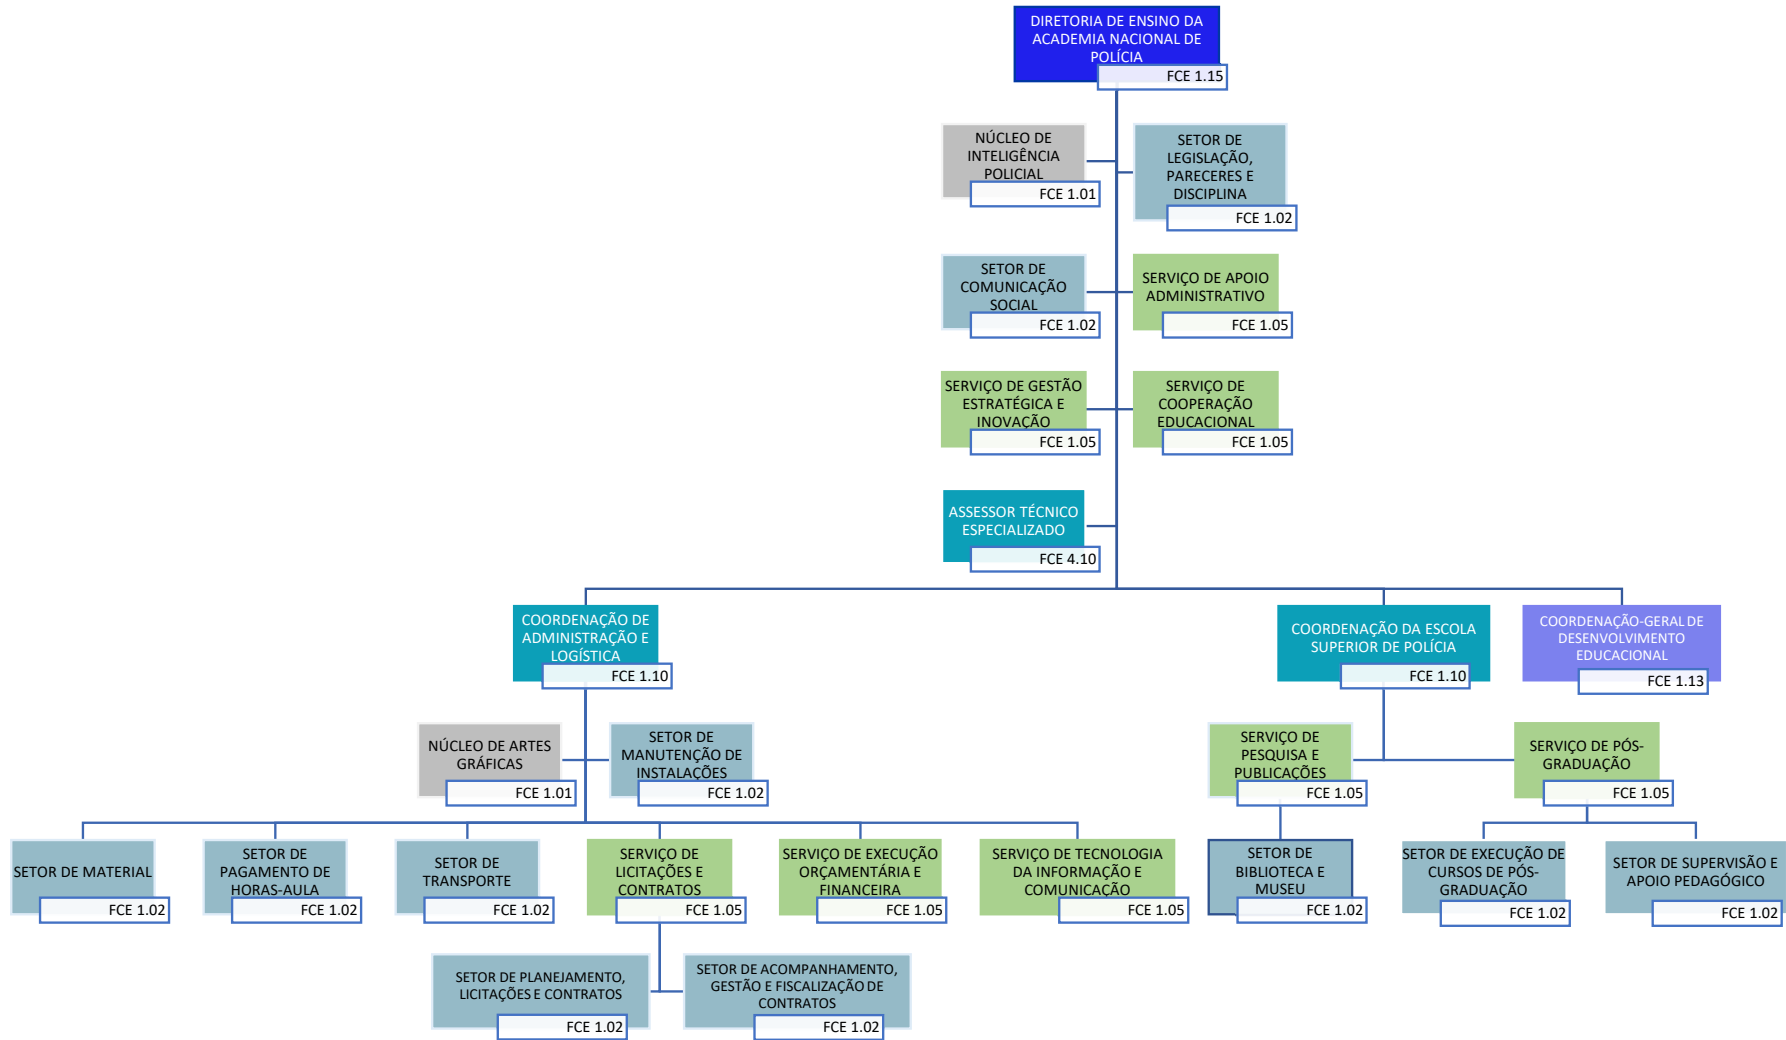 DIRETORIA DE ENSINO DA
ACADEMIA NACIONAL DE
POLÍCIA
FCE 1.15
NÚCLEO DE
INTELIGÊNCIA
POLICIAL
FCE 1.01
SETOR DE
LEGISLAÇÃO,
PARECERES E
DISCIPLINA
FCE 1.02
SETOR DE
COMUNICAÇÃO
SOCIAL
FCE 1.02
SERVIÇO DE APOIO
ADMINISTRATIVO
FCE 1.05
SERVIÇO DE GESTÃO
ESTRATÉGICA E
INOVAÇÃO
FCE 1.05
SERVIÇO DE
COOPERAÇÃO
EDUCACIONAL
FCE 1.05
ASSESSOR TÉCNICO
ESPECIALIZADO
FCE 4.10
COORDENAÇÃO DE
ADMINISTRAÇÃO E
LOGÍSTICA
FCE 1.10
COORDENAÇÃO DA ESCOLA
SUPERIOR DE POLÍCIA
FCE 1.10
COORDENAÇÃO-GERAL DE
DESENVOLVIMENTO
EDUCACIONAL
FCE 1.13
NÚCLEO DE ARTES
GRÁFICAS
FCE 1.01
SETOR DE
MANUTENÇÃO DE
INSTALAÇÕES
FCE 1.02
SERVIÇO DE
PESQUISA E
PUBLICAÇÕES
FCE 1.05
SERVIÇO DE PÓS-
GRADUAÇÃO
FCE 1.05
SETOR DE MATERIAL
FCE 1.02
SETOR DE
PAGAMENTO DE
HORAS-AULA
FCE 1.02
SETOR DE
TRANSPORTE
FCE 1.02
SERVIÇO DE
LICITAÇÕES E
CONTRATOS
FCE 1.05
SERVIÇO DE EXECUÇÃO
ORÇAMENTÁRIA E
FINANCEIRA
FCE 1.05
SERVIÇO DE TECNOLOGIA
DA INFORMAÇÃO E
COMUNICAÇÃO
FCE 1.05
SETOR DE
BIBLIOTECA E
MUSEU
FCE 1.02
SETOR DE EXECUÇÃO DE
CURSOS DE PÓS-
GRADUAÇÃO
FCE 1.02
SETOR DE SUPERVISÃO E
APOIO PEDAGÓGICO
FCE 1.02
SETOR DE PLANEJAMENTO,
LICITAÇÕES E CONTRATOS
FCE 1.02
SETOR DE ACOMPANHAMENTO,
GESTÃO E FISCALIZAÇÃO DE
CONTRATOS
FCE 1.02